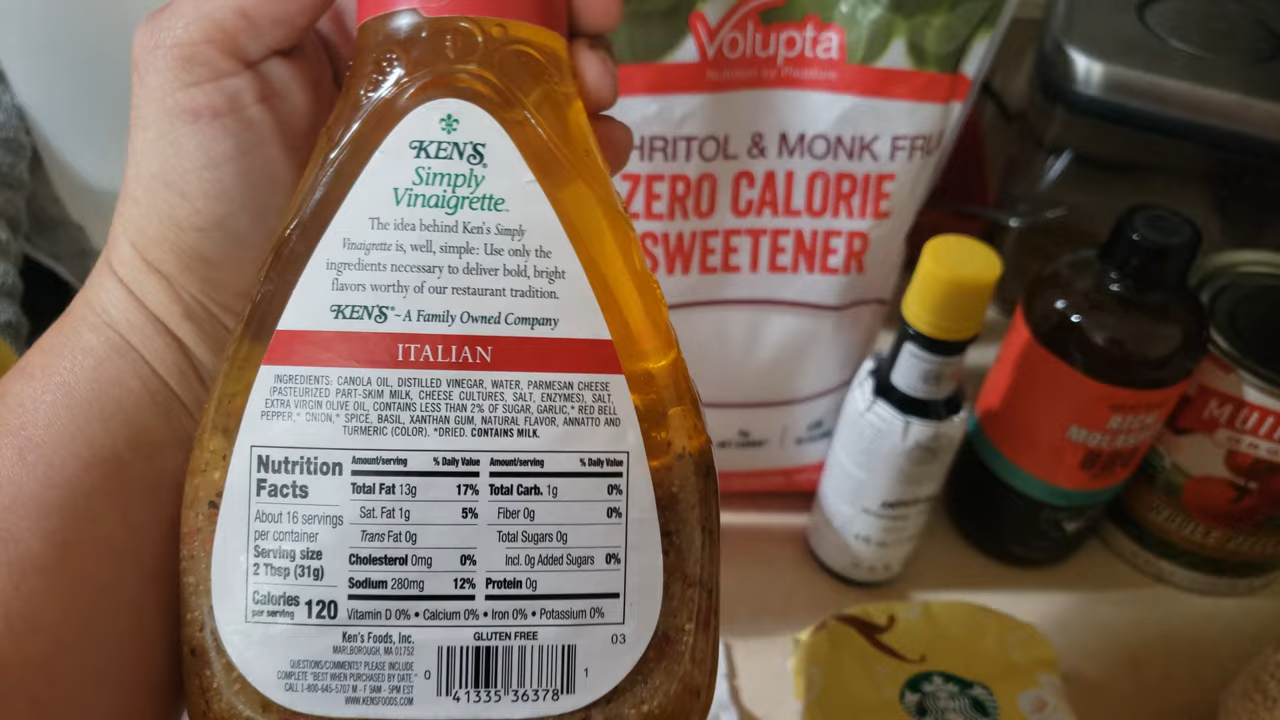 KEN'S
Simply
Vinaigrette
The idea behind Ken's Simply
Vinaigrette is, well, simple: Use only the
ingredients necessary to deliver bold, bright
flavors worthy of our restaurant tradition.
KEN'S® ~ A Family Owned Company
ITALIAN
INGREDIENTS: CANOLA OIL, DISTILLED VINEGAR, WATER, PARMESAN CHEESE
(PASTEURIZED PART-SKIM MILK, CHEESE CULTURES, SALT, ENZYMES), SALT,
EXTRA VIRGIN OLIVE OIL, CONTAINS LESS THAN 2% OF SUGAR, GARLIC,* RED BELL
PEPPER,* ONION,* SPICE, BASIL, XANTHAN GUM, NATURAL FLAVOR, ANNATTO AND
TURMERIC (COLOR). *DRIED. CONTAINS MILK.
Nutrition
Facts
About 16 servings
per container
Serving size
2 Tbsp (31g)
Calories
per serving 120
Amount/serving % Daily Value
Total Fat 13g 17%
Sat. Fat 1g 5%
Trans Fat 0g
Cholesterol 0mg 0%
Sodium 280mg 12%
Amount/serving % Daily Value
Total Carb. 1g 0%
Fiber 0g 0%
Total Sugars 0g
Incl. 0g Added Sugars 0%
Protein 0g
Vitamin D 0% • Calcium 0% • Iron 0% • Potassium 0%
Ken's Foods, Inc.
MARLBOROUGH, MA 01752
QUESTIONS/COMMENTS? PLEASE INCLUDE
COMPLETE "BEST WHEN PURCHASED BY DATE."
CALL 1-800-645-5707 M - F 9AM - 5PM EST
WWW.KENSFOODS.COM
GLUTEN FREE
03
0 41335 36378 1
Volupta
Nutrition by Pleasure
HRITOL & MONK FRU
ZERO CALORIE
SWEETENER
RICH